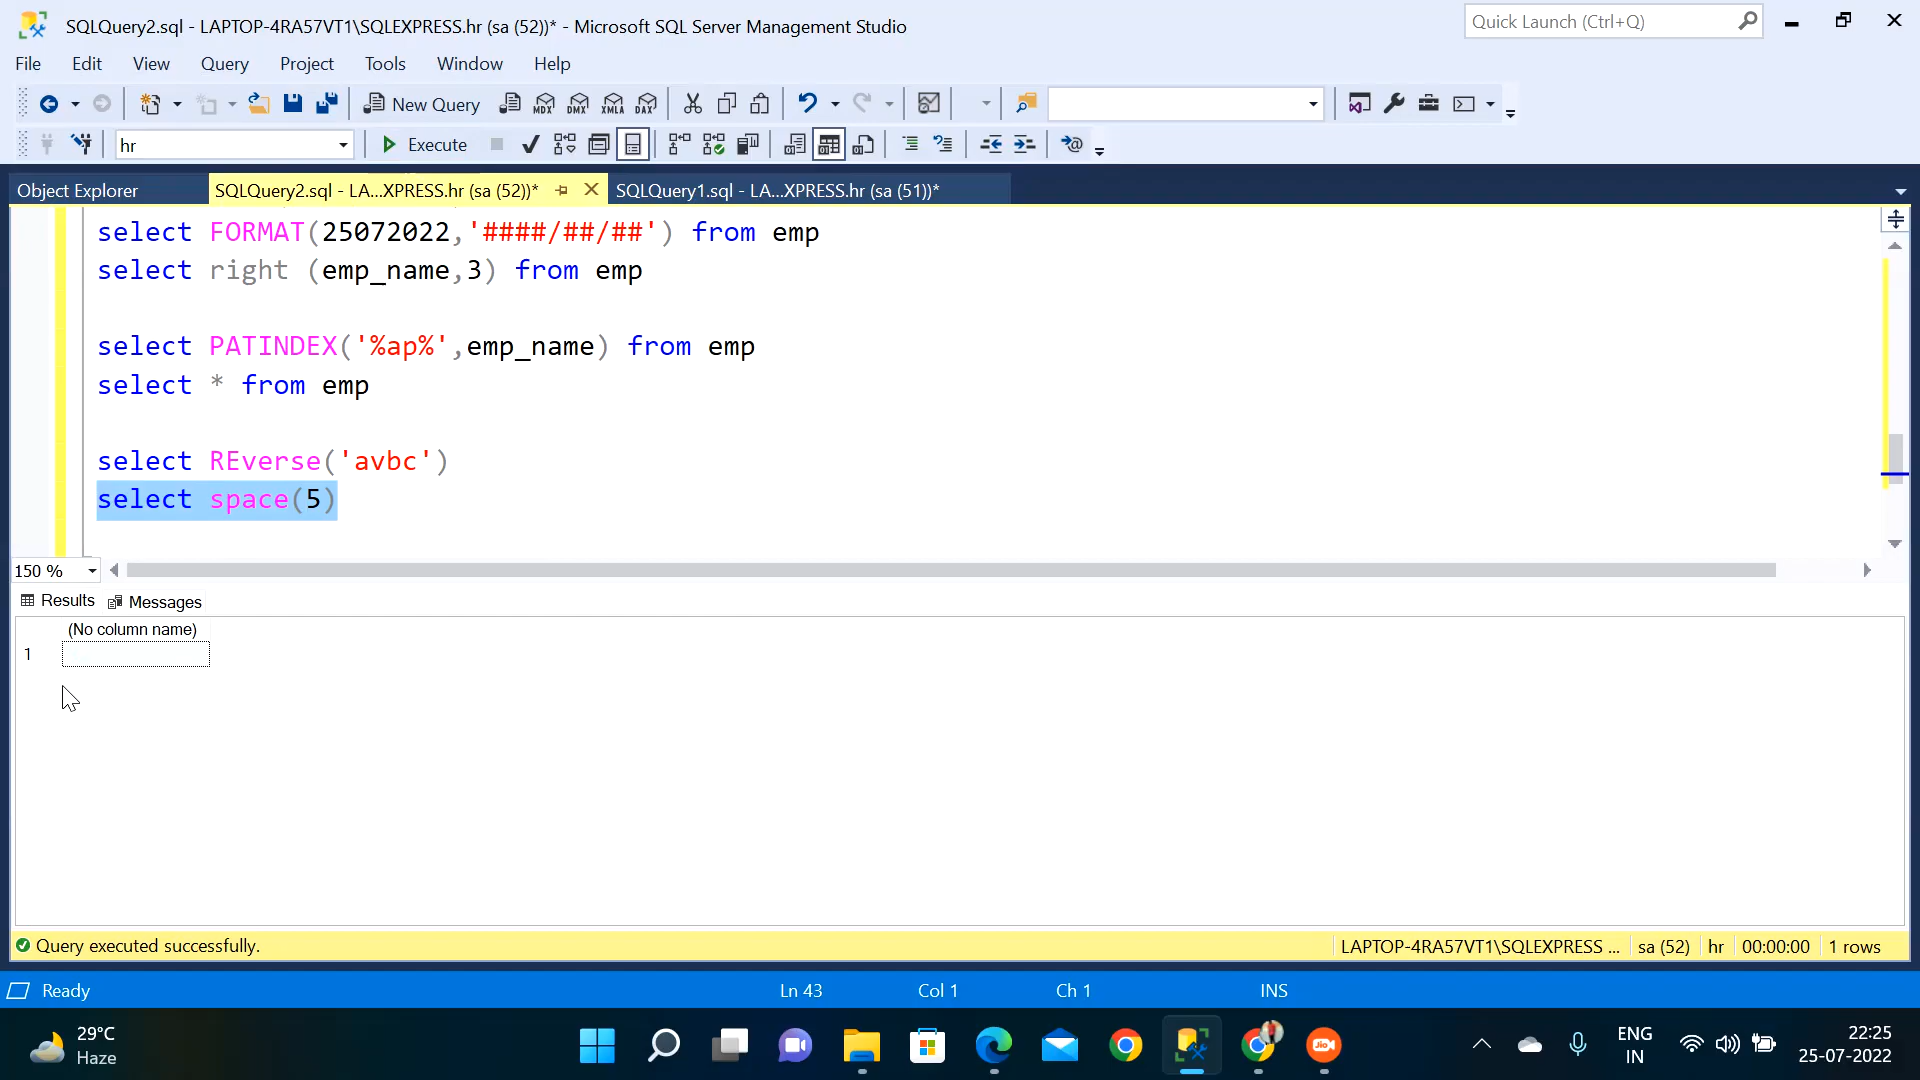 SQLQuery2.sql - LAPTOP-4RA57VT1\SQLEXPRESS.hr (sa (52))* - Microsoft SQL Server Management Studio
Quick Launch (Ctrl+Q)
File Edit View Query Project Tools Window Help
New Query MDX DMX XMLA DAX
hr Execute
Object Explorer SQLQuery2.sql - LA...XPRESS.hr (sa (52))* SQLQuery1.sql - LA...XPRESS.hr (sa (51))*
select FORMAT(25072022,'####/##/##') from emp
select right (emp_name,3) from emp
select PATINDEX('%ap%',emp_name) from emp
select * from emp
select REverse('avbc')
select space(5)
150 %
Results Messages
(No column name)
1
Query executed successfully. LAPTOP-4RA57VT1\SQLEXPRESS ... sa (52) hr 00:00:00 1 rows
Ready Ln 43 Col 1 Ch 1 INS
29°C
Haze
Jio
ENG
IN
22:25
25-07-2022